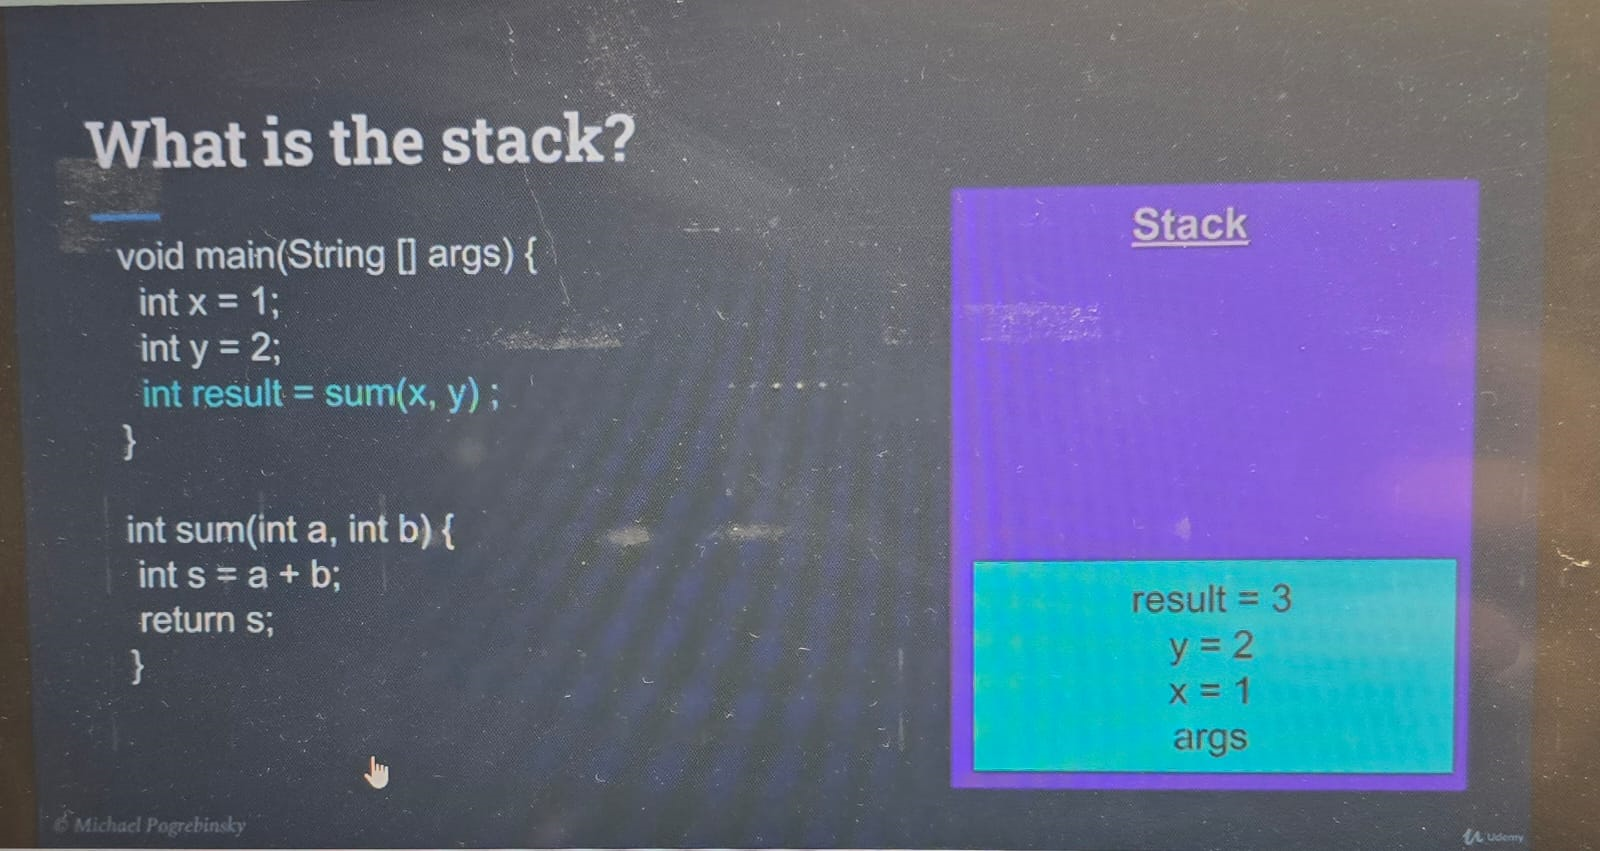 What is the stack?
void main(String [] args) {
int x = 1;
int y = 2;
int result = sum(x, y) ;
}
int sum(int a, int b) {
int s = a + b;
return s;
}
Stack
result = 3
y = 2
x = 1
args
© Michael Pogrebinsky
Udemy